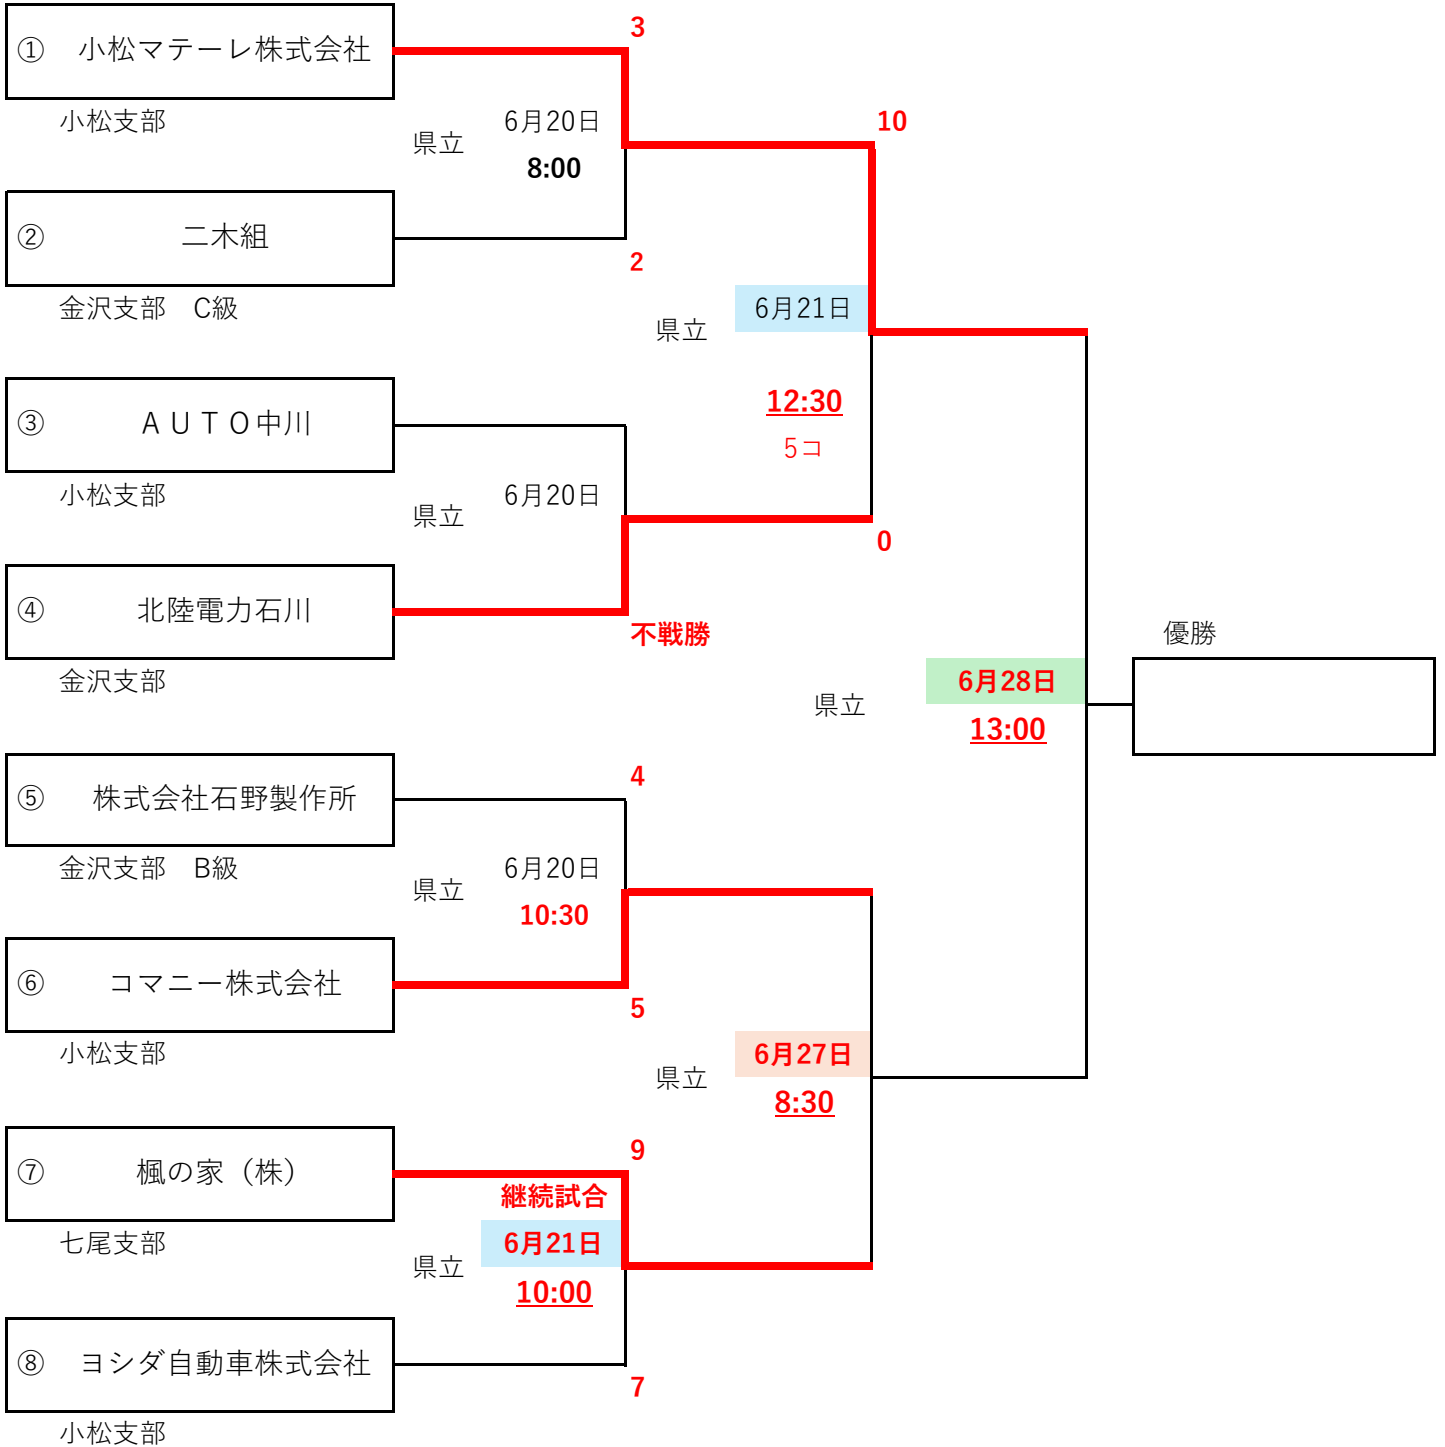 3
① 小松マテーレ株式会社
小松支部
県立
6月20日
8:00
10
② 二木組
2
金沢支部 C級
県立
6月21日
12:30
5コ
③ ＡＵＴＯ中川
小松支部
県立
6月20日
0
④ 北陸電力石川
不戦勝
金沢支部
県立
6月28日
13:00
優勝
4
⑤ 株式会社石野製作所
金沢支部 B級
県立
6月20日
10:30
⑥ コマニー株式会社
5
小松支部
県立
6月27日
8:30
9
⑦ 楓の家（株）
継続試合
七尾支部
県立
6月21日
10:00
⑧ ヨシダ自動車株式会社
7
小松支部